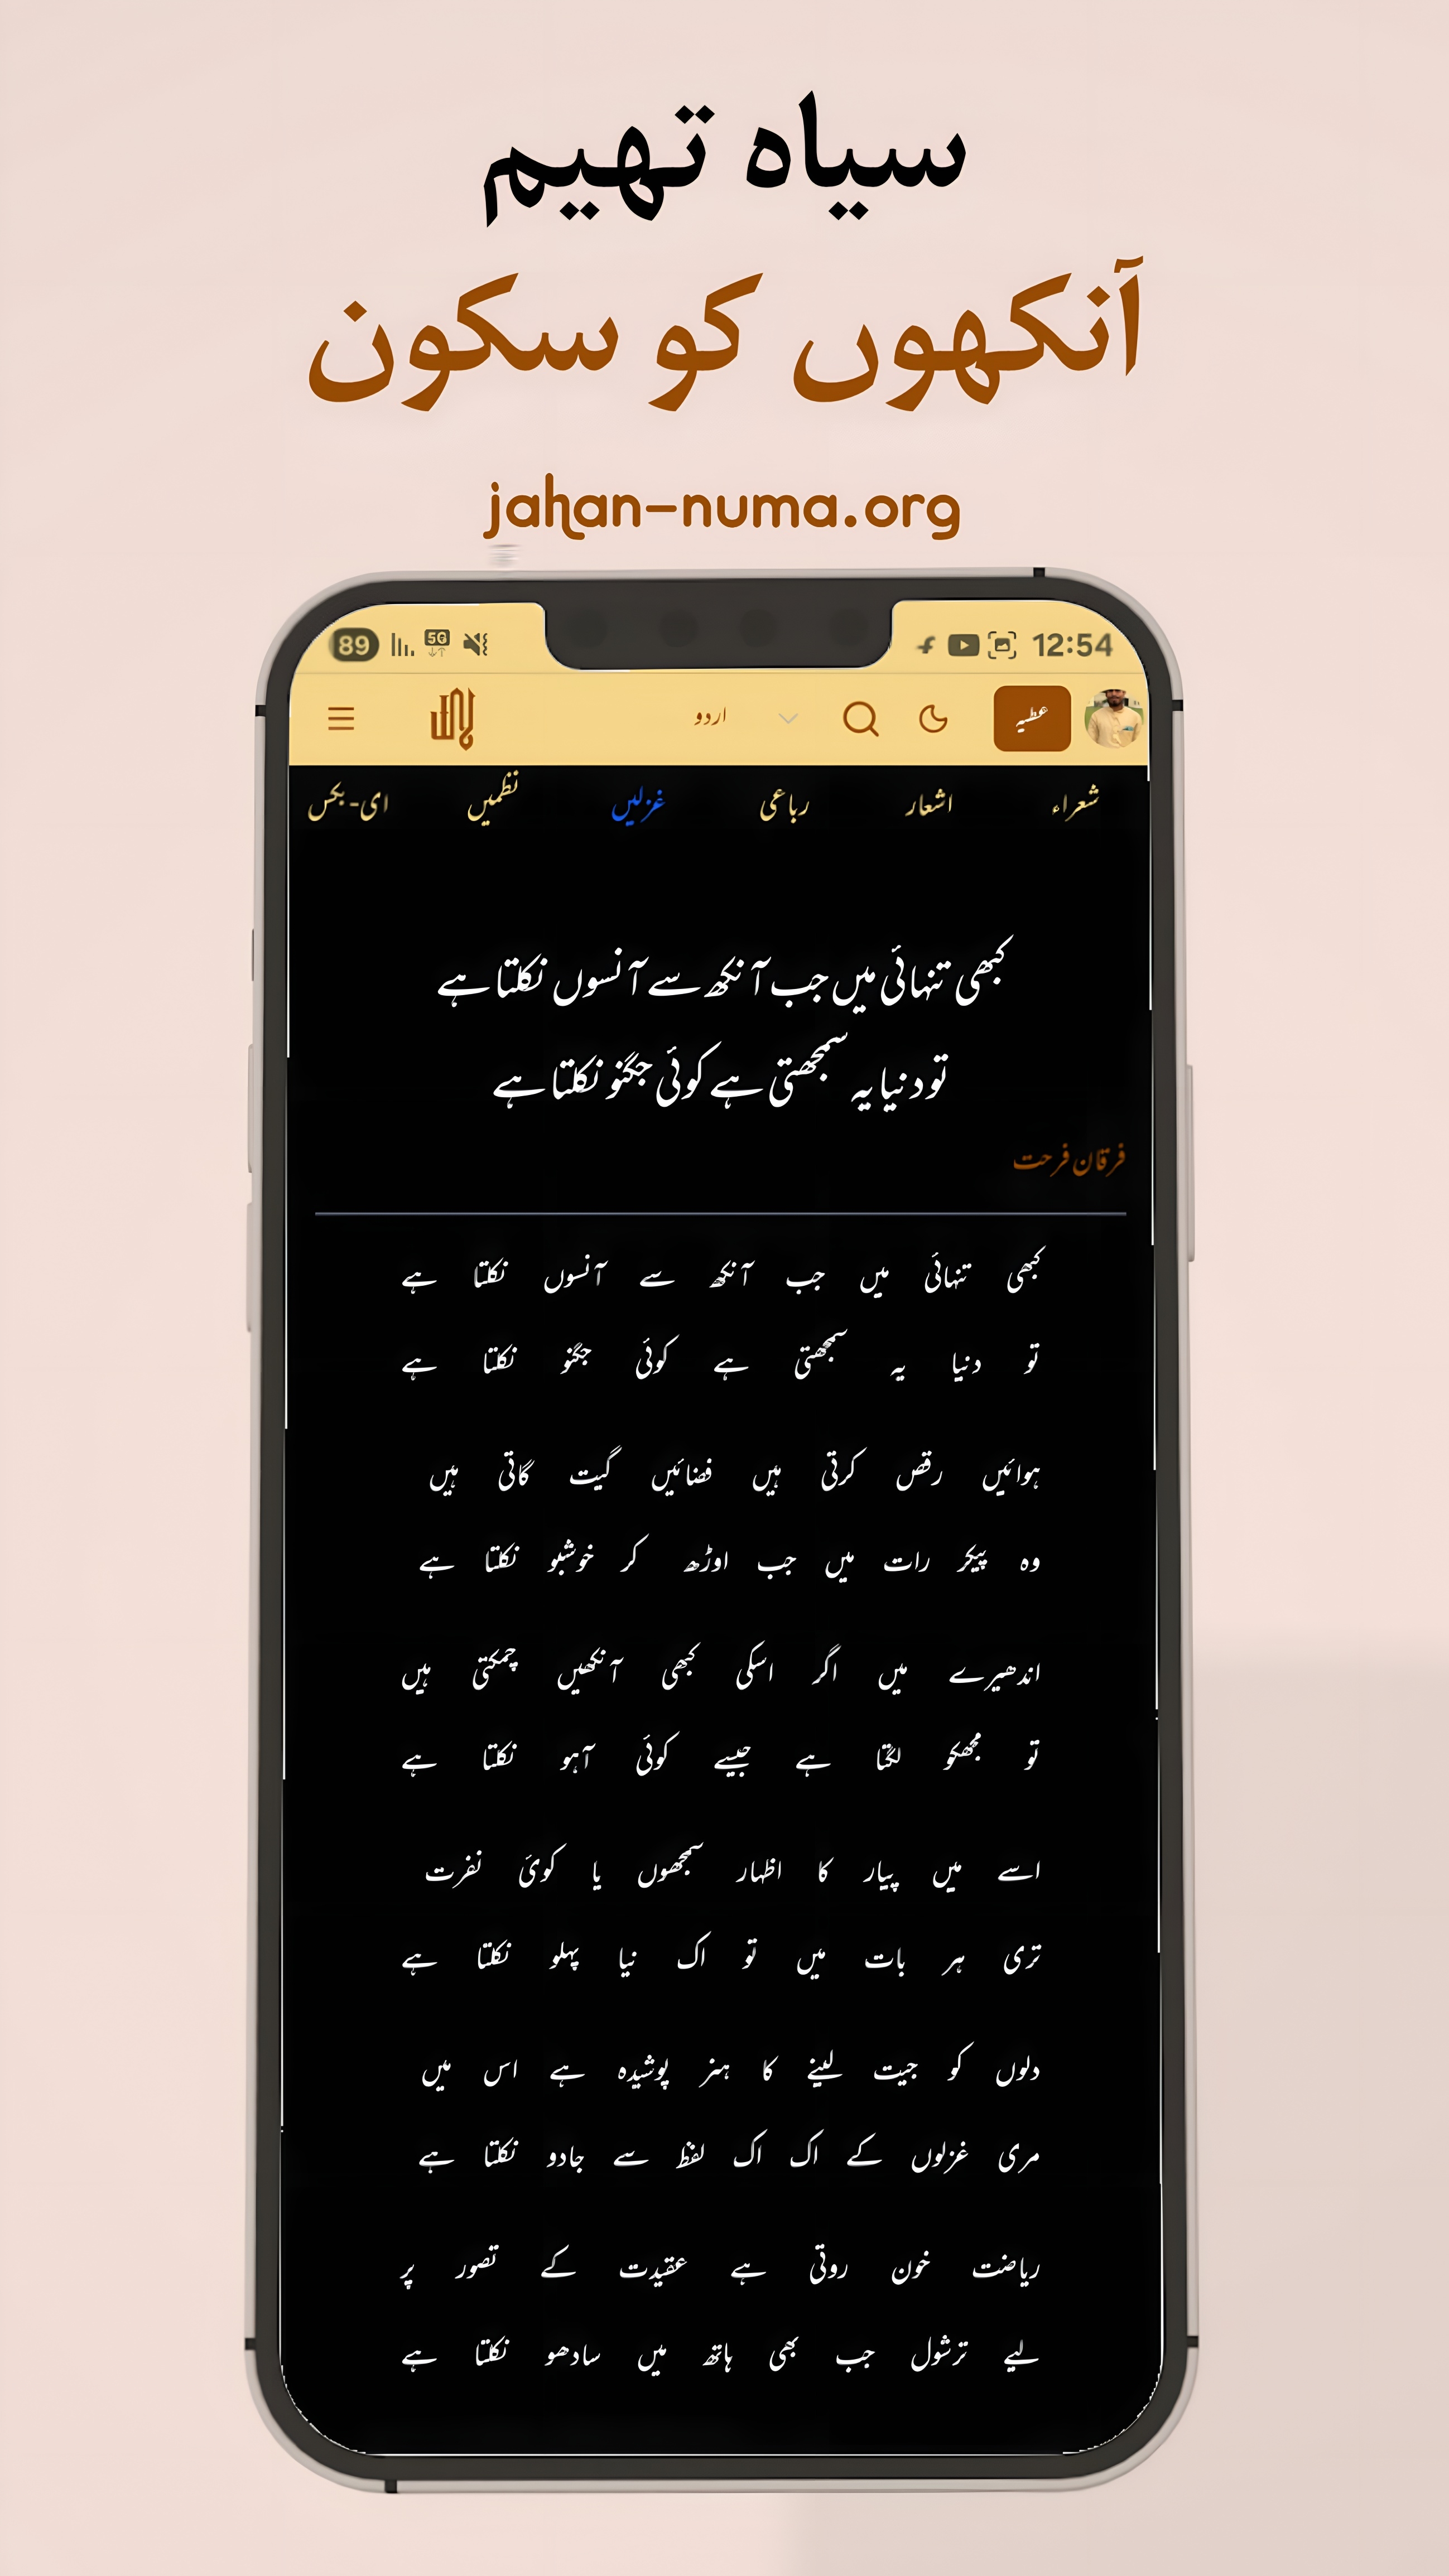 سیاہ تھیم
آنکھوں کو سکون
jahan-numa.org
89 5G 12:54
اردو عطیہ
شعراء اشعار رباعی غزلیں نظمیں ای-بکس
کبھی تنہائی میں جب آنکھ سے آنسوں نکلتا ہے
تو دنیا یہ سمجھتی ہے کوئی جگنو نکلتا ہے
فرقان فرحت
کبھی تنہائی میں جب آنکھ سے آنسوں نکلتا ہے
تو دنیا یہ سمجھتی ہے کوئی جگنو نکلتا ہے
ہوائیں رقص کرتی ہیں فضائیں گیت گاتی ہیں
وہ پیکر رات میں جب اوڑھ کر خوشبو نکلتا ہے
اندھیرے میں اگر اسکی کبھی آنکھیں چمکتی ہیں
تو مجھکو لگتا ہے جیسے کوئی آہو نکلتا ہے
اسے میں پیار کا اظہار سمجھوں یا کوئ نفرت
تری ہر بات میں تو اک نیا پہلو نکلتا ہے
دلوں کو جیت لینے کا ہنر پوشیدہ ہے اس میں
مری غزلوں کے اک اک لفظ سے جادو نکلتا ہے
ریاضت خون روتی ہے عقیدت کے تصور پر
لیے ترشول جب بھی ہاتھ میں سادھو نکلتا ہے